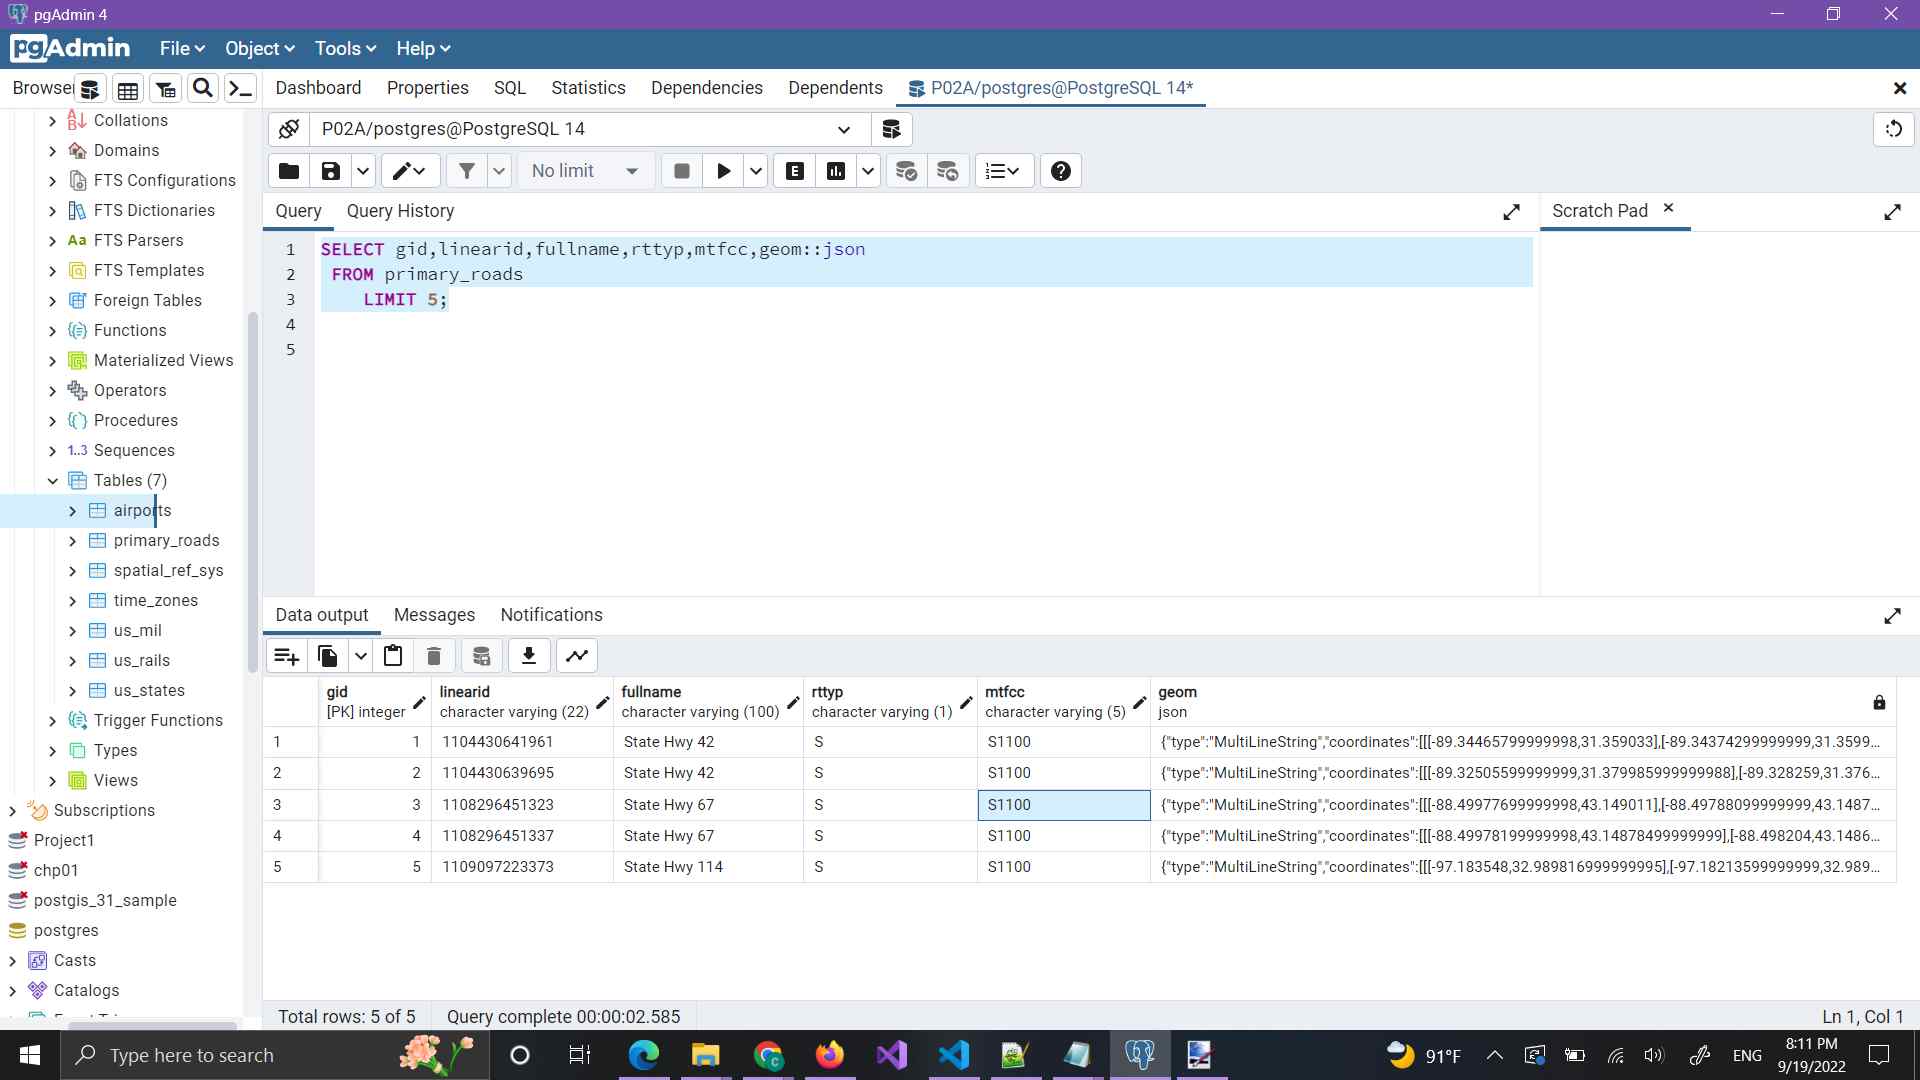 pgAdmin 4
pgAdmin File Object Tools Help
Browser Dashboard Properties SQL Statistics Dependencies Dependents P02A/postgres@PostgreSQL 14*
P02A/postgres@PostgreSQL 14
No limit
Query Query History Scratch Pad
1 SELECT gid,linearid,fullname,rttyp,mtfcc,geom::json
2 FROM primary_roads
3 LIMIT 5;
4
5
Collations
Domains
FTS Configurations
FTS Dictionaries
Aa FTS Parsers
FTS Templates
Foreign Tables
Functions
Materialized Views
Operators
Procedures
1..3 Sequences
Tables (7)
airports
primary_roads
spatial_ref_sys
time_zones
us_mil
us_rails
us_states
Trigger Functions
Types
Views
Subscriptions
Project1
chp01
postgis_31_sample
postgres
Casts
Catalogs
Data output Messages Notifications
gid linearid fullname rttyp mtfcc geom
[PK] integer character varying (22) character varying (100) character varying (1) character varying (5) json
1 1 1104430641961 State Hwy 42 S S1100 {"type":"MultiLineString","coordinates":[[[-89.34465799999998,31.359033],[-89.34374299999999,31.3599...
2 2 1104430639695 State Hwy 42 S S1100 {"type":"MultiLineString","coordinates":[[[-89.32505599999999,31.379985999999988],[-89.328259,31.376...
3 3 1108296451323 State Hwy 67 S S1100 {"type":"MultiLineString","coordinates":[[[-88.49977699999998,43.149011],[-88.49788099999999,43.1487...
4 4 1108296451337 State Hwy 67 S S1100 {"type":"MultiLineString","coordinates":[[[-88.49978199999998,43.14878499999999],[-88.498204,43.1486...
5 5 1109097223373 State Hwy 114 S S1100 {"type":"MultiLineString","coordinates":[[[-97.183548,32.9898169999999995],[-97.18213599999999,32.989...
Total rows: 5 of 5 Query complete 00:00:02.585 Ln 1, Col 1
Type here to search 91°F ENG 8:11 PM
9/19/2022